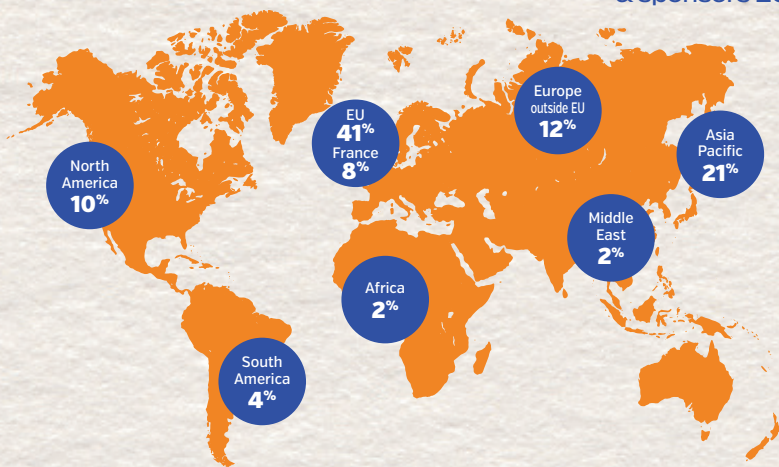 & sponsors
Europe
outside EU
12%
EU
41%
France
8%
Asia
Pacific
21%
North
America
10%
Middle
East
2%
Africa
2%
South
America
4%